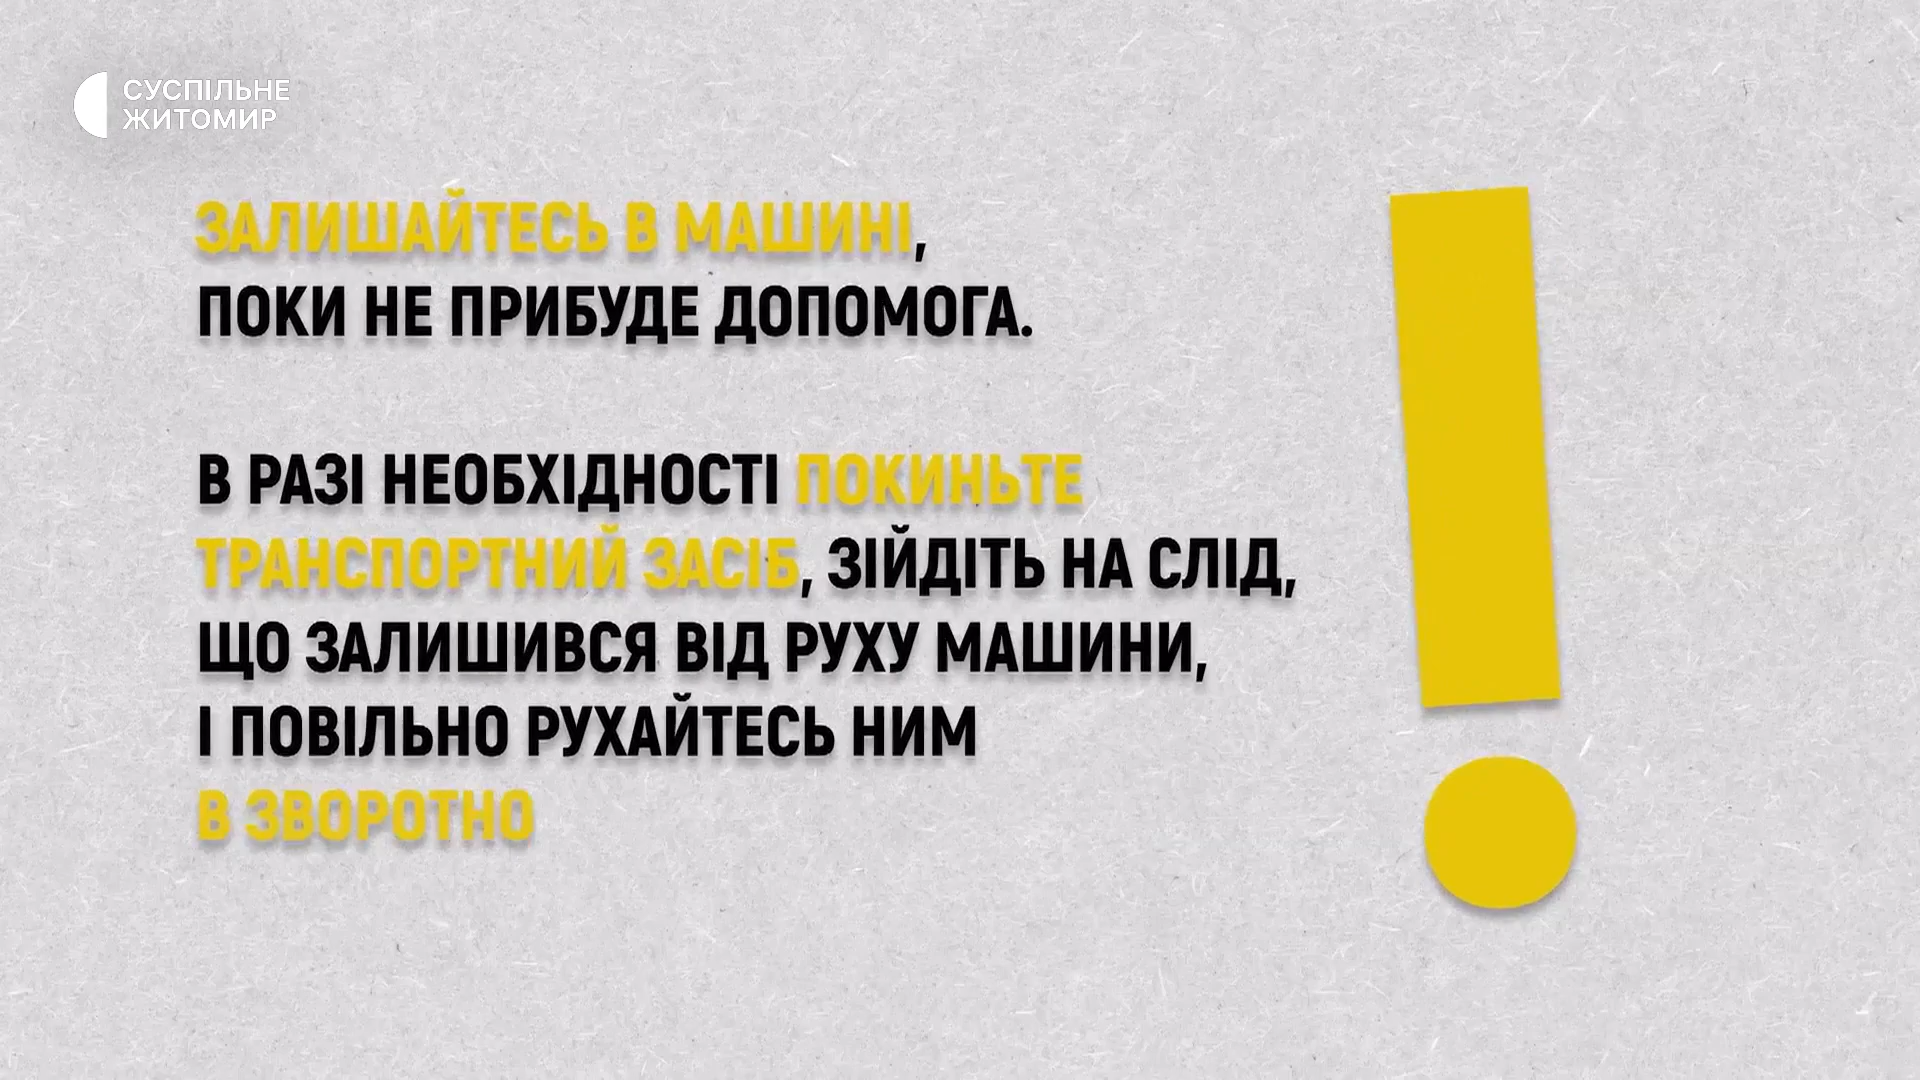 СУСПІЛЬНЕ
ЖИТОМИР
ЗАЛИШАЙТЕСЬ В МАШИНІ,
ПОКИ НЕ ПРИБУДЕ ДОПОМОГА.
В РАЗІ НЕОБХІДНОСТІ ПОКИНЬТЕ
ТРАНСПОРТНИЙ ЗАСІБ, ЗІЙДІТЬ НА СЛІД,
ЩО ЗАЛИШИВСЯ ВІД РУХУ МАШИНИ,
І ПОВІЛЬНО РУХАЙТЕСЬ НИМ
В ЗВОРОТНО
!